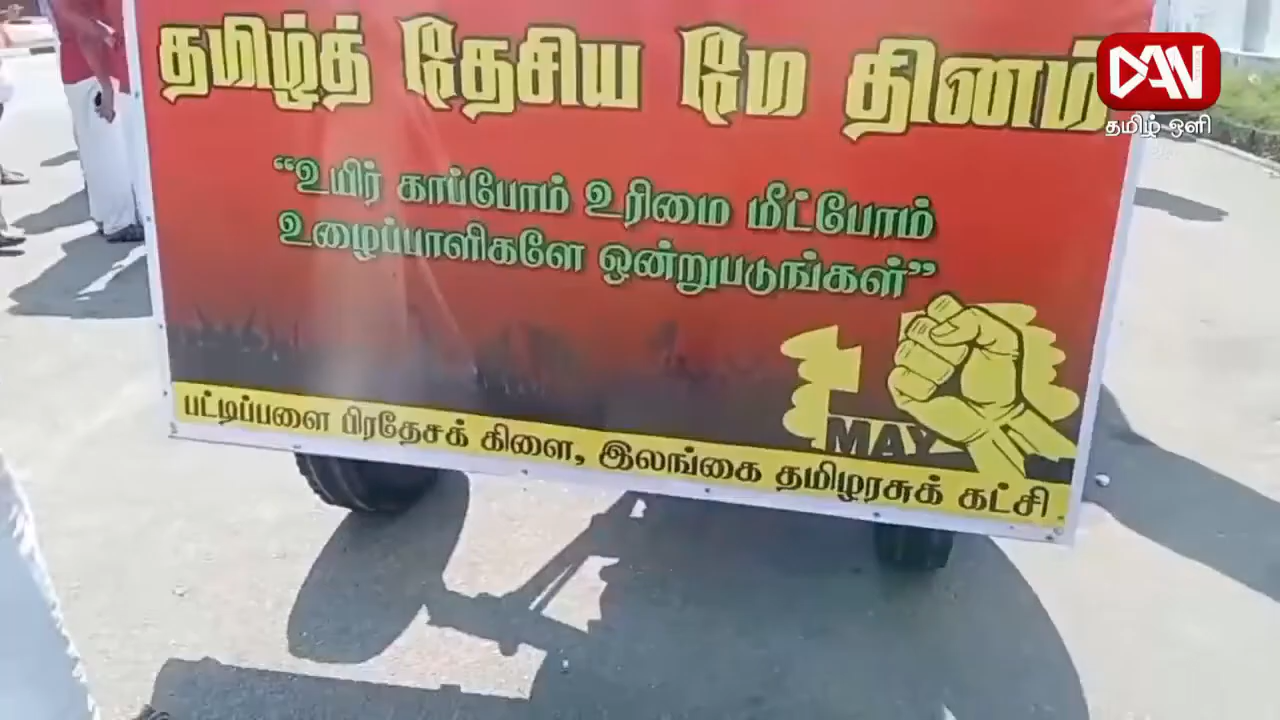 தமிழ்த் தேசிய மே தினம்
DAN
தமிழ் ஒளி
“உயிர் காப்போம் உரிமை மீட்போம்
உழைப்பாளிகளே ஒன்றுபடுங்கள்”
1 MAY
பட்டிப்பளை பிரதேசக் கிளை, இலங்கை தமிழரசுக் கட்சி